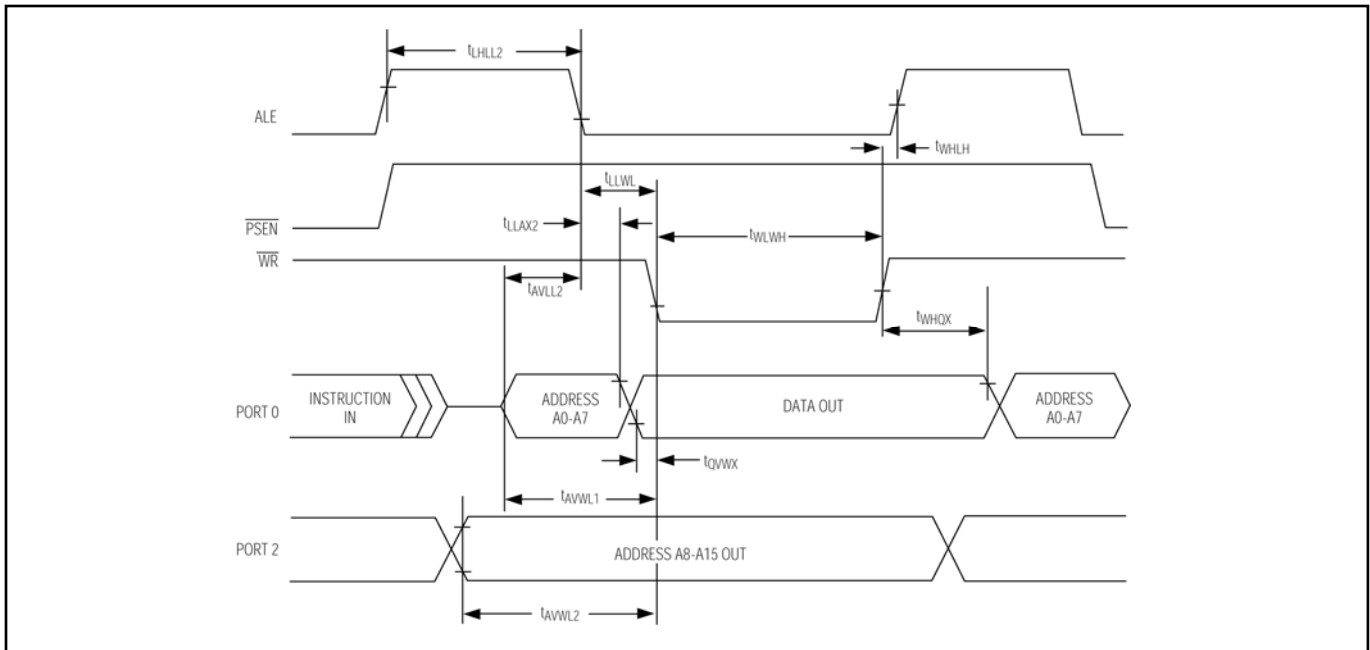 tLHLL2
ALE
tWHLH
tLLWL
PSEN
tLLAX2
tWLWH
WR
tAVLL2
tWHQX
PORT 0
INSTRUCTION
IN
ADDRESS
A0-A7
DATA OUT
ADDRESS
A0-A7
tQVWX
tAVWL1
PORT 2
ADDRESS A8-A15 OUT
tAVWL2